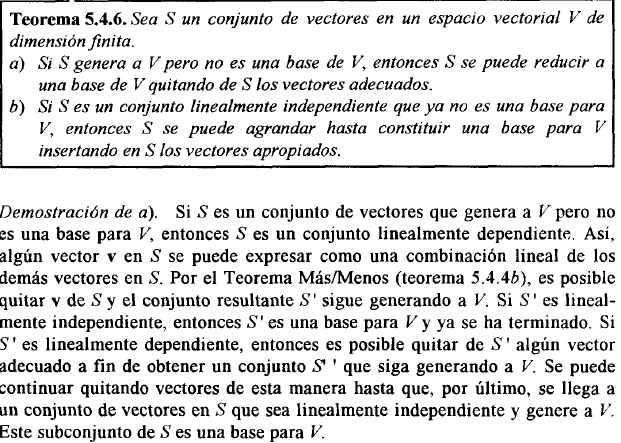 Teorema 5.4.6. Sea S un conjunto de vectores en un espacio vectorial V de
dimensión finita.
a) Si S genera a V pero no es una base de V, entonces S se puede reducir a
una base de V quitando de S los vectores adecuados.
b) Si S es un conjunto linealmente independiente que ya no es una base para
V, entonces S se puede agrandar hasta constituir una base para V
insertando en S los vectores apropiados.
Demostración de a). Si S es un conjunto de vectores que genera a V pero no
es una base para V, entonces S es un conjunto linealmente dependiente. Así,
algún vector v en S se puede expresar como una combinación lineal de los
demás vectores en S. Por el Teorema Más/Menos (teorema 5.4.4b), es posible
quitar v de S y el conjunto resultante S' sigue generando a V. Si S' es lineal-
mente independiente, entonces S' es una base para V y ya se ha terminado. Si
S' es linealmente dependiente, entonces es posible quitar de S' algún vector
adecuado a fin de obtener un conjunto S' ' que siga generando a V. Se puede
continuar quitando vectores de esta manera hasta que, por último, se llega a
un conjunto de vectores en S que sea linealmente independiente y genere a V.
Este subconjunto de S es una base para V.